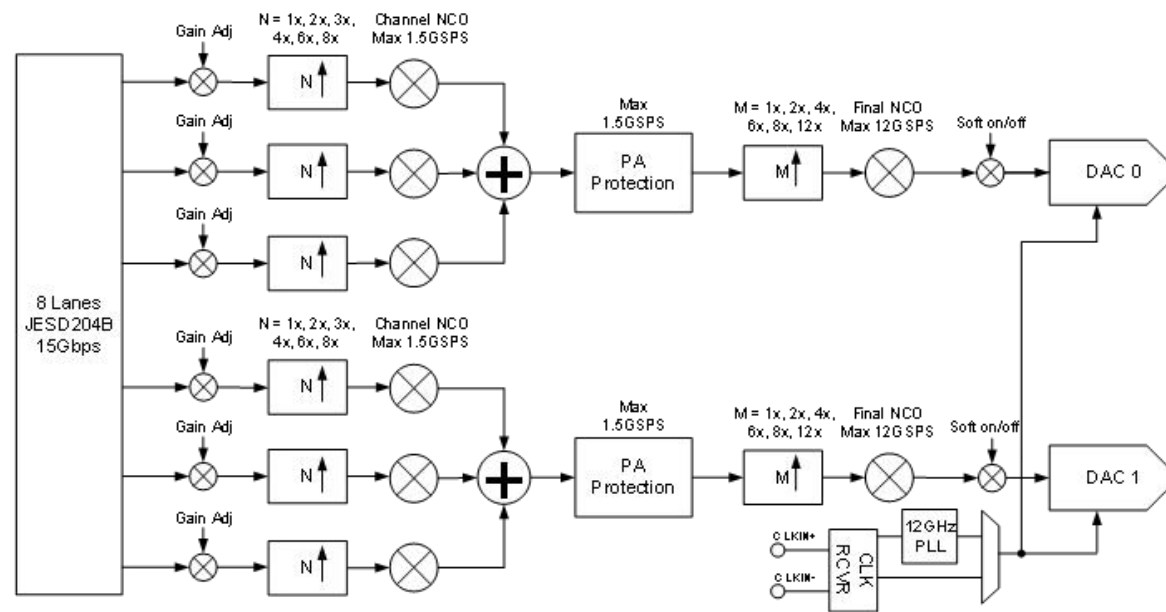 N = 1x, 2x, 3x,
4x, 6x, 8x
Channel NCO
Max 1.5GSPS
Gain Adj
N
Gain Adj
N
Gain Adj
N
Max
1.5GSPS
PA
Protection
M = 1x, 2x, 4x,
6x, 8x, 12x
M
Final NCO
Max 12GSPS
Soft on/off
DAC 0
8 Lanes
JESD204B
15Gbps
N = 1x, 2x, 3x,
4x, 6x, 8x
Channel NCO
Max 1.5GSPS
Gain Adj
N
Gain Adj
N
Gain Adj
N
Max
1.5GSPS
PA
Protection
M = 1x, 2x, 4x,
6x, 8x, 12x
M
Final NCO
Max 12GSPS
Soft on/off
DAC 1
CLKIN+
CLKIN-
CLK
RCVR
12GHz
PLL